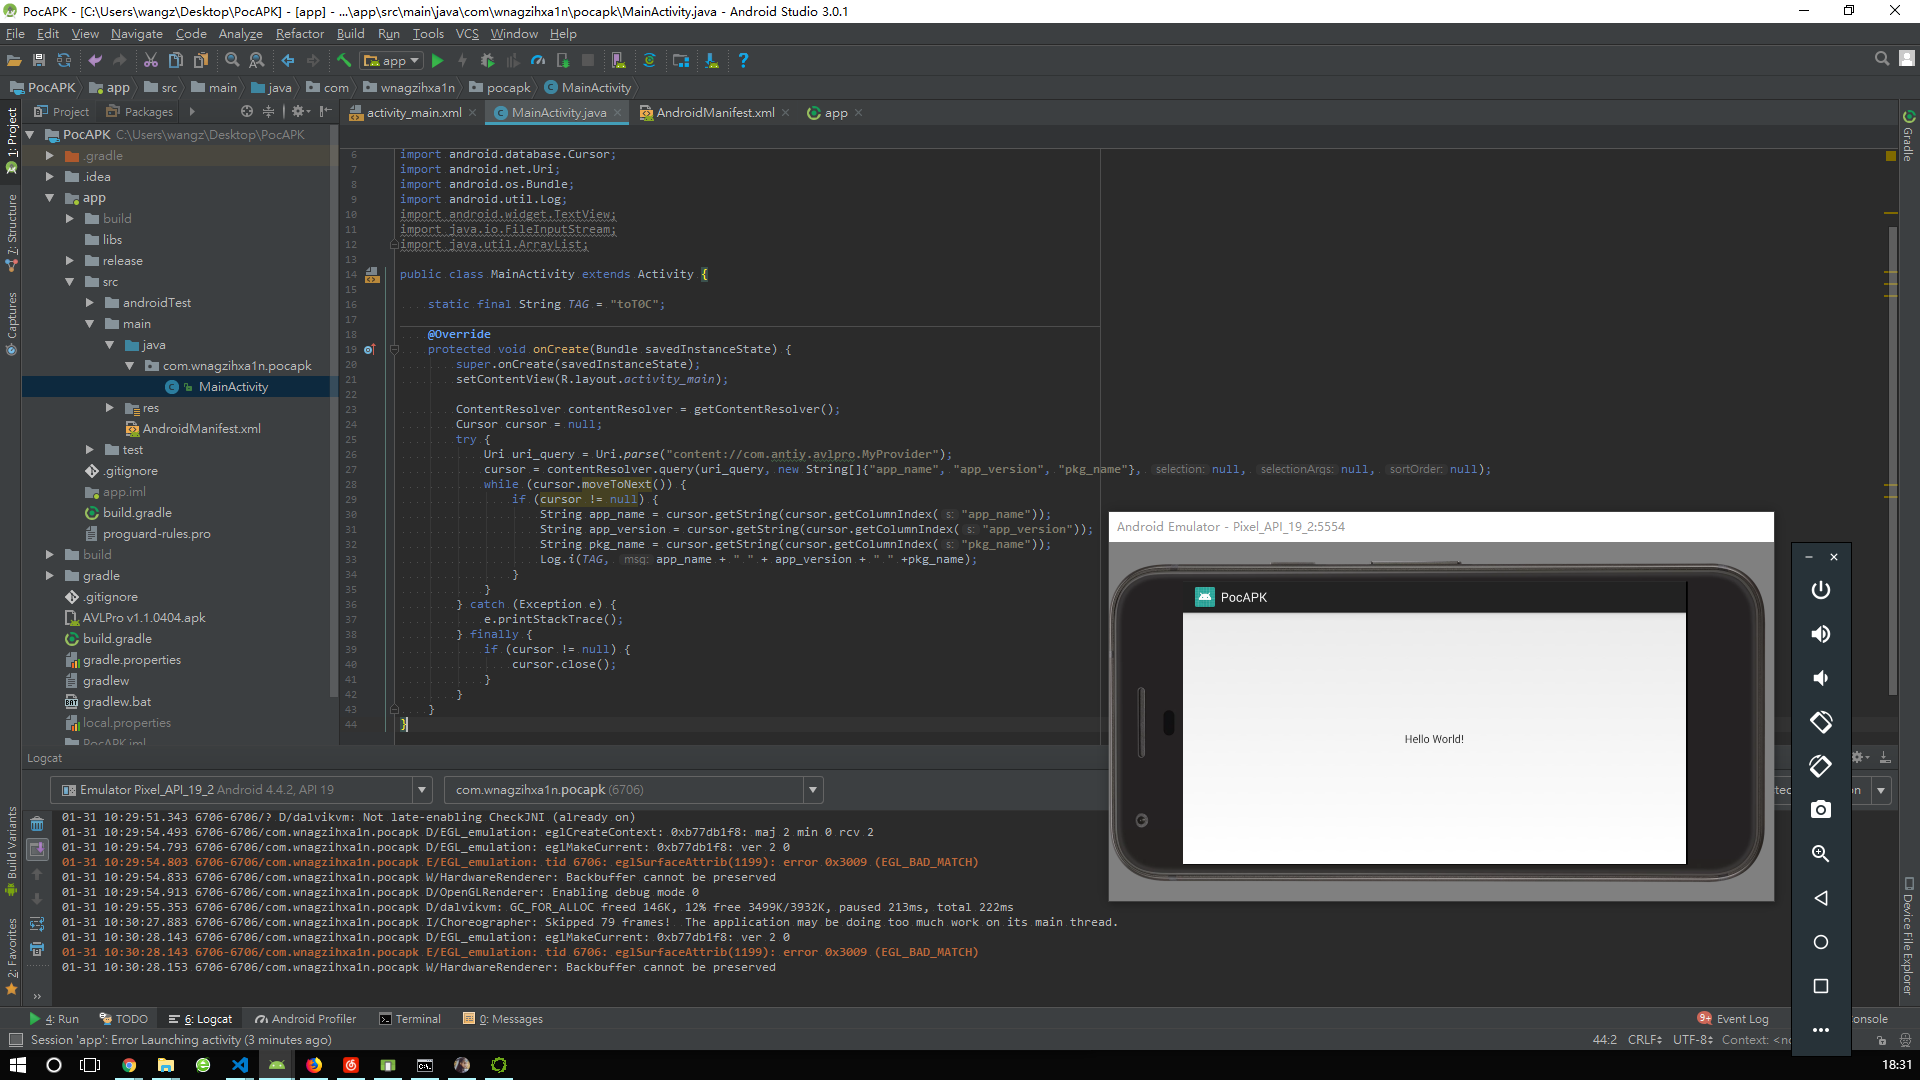 PocAPK - [C:\Users\wangz\Desktop\PocAPK] - [app] - ...\app\src\main\java\com\wnagzihxa1n\pocapk\MainActivity.java - Android Studio 3.0.1
File Edit View Navigate Code Analyze Refactor Build Run Tools VCS Window Help
app
PocAPK app src main java com wnagzihxa1n pocapk MainActivity
Project Packages
activity_main.xml MainActivity.java AndroidManifest.xml app
1: Project
7: Structure
Captures
Build Variants
2: Favorites
Gradle
Device File Explorer
PocAPK C:\Users\wangz\Desktop\PocAPK
.gradle
.idea
app
build
libs
release
src
androidTest
main
java
com.wnagzihxa1n.pocapk
MainActivity
res
AndroidManifest.xml
test
.gitignore
app.iml
build.gradle
proguard-rules.pro
build
gradle
.gitignore
AVLPro v1.1.0404.apk
build.gradle
gradle.properties
gradlew
gradlew.bat
local.properties
PocAPK.iml
6 import android.database.Cursor;
7 import android.net.Uri;
8 import android.os.Bundle;
9 import android.util.Log;
10 import android.widget.TextView;
11 import java.io.FileInputStream;
12 import java.util.ArrayList;
13
14 public class MainActivity extends Activity {
15
16 static final String TAG = "toT0C";
17
18 @Override
19 protected void onCreate(Bundle savedInstanceState) {
20 super.onCreate(savedInstanceState);
21 setContentView(R.layout.activity_main);
22
23 ContentResolver contentResolver = getContentResolver();
24 Cursor cursor = null;
25 try {
26 Uri uri_query = Uri.parse("content://com.antiy.avlpro.MyProvider");
27 cursor = contentResolver.query(uri_query, new String[]{"app_name", "app_version", "pkg_name"}, selection: null, selectionArgs: null, sortOrder: null);
28 while (cursor.moveToNext()) {
29 if (cursor != null) {
30 String app_name = cursor.getString(cursor.getColumnIndex( s: "app_name"));
31 String app_version = cursor.getString(cursor.getColumnIndex( s: "app_version"));
32 String pkg_name = cursor.getString(cursor.getColumnIndex( s: "pkg_name"));
33 Log.i(TAG, msg: app_name + " " + app_version + " " +pkg_name);
34 }
35 }
36 } catch (Exception e) {
37 e.printStackTrace();
38 } finally {
39 if (cursor != null) {
40 cursor.close();
41 }
42 }
43 }
44 }
Android Emulator - Pixel_API_19_2:5554
PocAPK
Hello World!
Logcat
Emulator Pixel_API_19_2 Android 4.4.2, API 19
com.wnagzihxa1n.pocapk (6706)
01-31 10:29:51.343 6706-6706/? D/dalvikvm: Not late-enabling CheckJNI (already on)
01-31 10:29:54.493 6706-6706/com.wnagzihxa1n.pocapk D/EGL_emulation: eglCreateContext: 0xb77db1f8: maj 2 min 0 rcv 2
01-31 10:29:54.793 6706-6706/com.wnagzihxa1n.pocapk D/EGL_emulation: eglMakeCurrent: 0xb77db1f8: ver 2 0
01-31 10:29:54.803 6706-6706/com.wnagzihxa1n.pocapk E/EGL_emulation: tid 6706: eglSurfaceAttrib(1199): error 0x3009 (EGL_BAD_MATCH)
01-31 10:29:54.833 6706-6706/com.wnagzihxa1n.pocapk W/HardwareRenderer: Backbuffer cannot be preserved
01-31 10:29:54.913 6706-6706/com.wnagzihxa1n.pocapk D/OpenGLRenderer: Enabling debug mode 0
01-31 10:29:55.353 6706-6706/com.wnagzihxa1n.pocapk D/dalvikvm: GC_FOR_ALLOC freed 146K, 12% free 3499K/3932K, paused 213ms, total 222ms
01-31 10:30:27.883 6706-6706/com.wnagzihxa1n.pocapk I/Choreographer: Skipped 79 frames! The application may be doing too much work on its main thread.
01-31 10:30:28.143 6706-6706/com.wnagzihxa1n.pocapk D/EGL_emulation: eglMakeCurrent: 0xb77db1f8: ver 2 0
01-31 10:30:28.143 6706-6706/com.wnagzihxa1n.pocapk E/EGL_emulation: tid 6706: eglSurfaceAttrib(1199): error 0x3009 (EGL_BAD_MATCH)
01-31 10:30:28.153 6706-6706/com.wnagzihxa1n.pocapk W/HardwareRenderer: Backbuffer cannot be preserved
4: Run TODO 6: Logcat Android Profiler Terminal 0: Messages 9+ Event Log onsole
Session 'app': Error Launching activity (3 minutes ago) 44:2 CRLF UTF-8 Context: <no
18:31